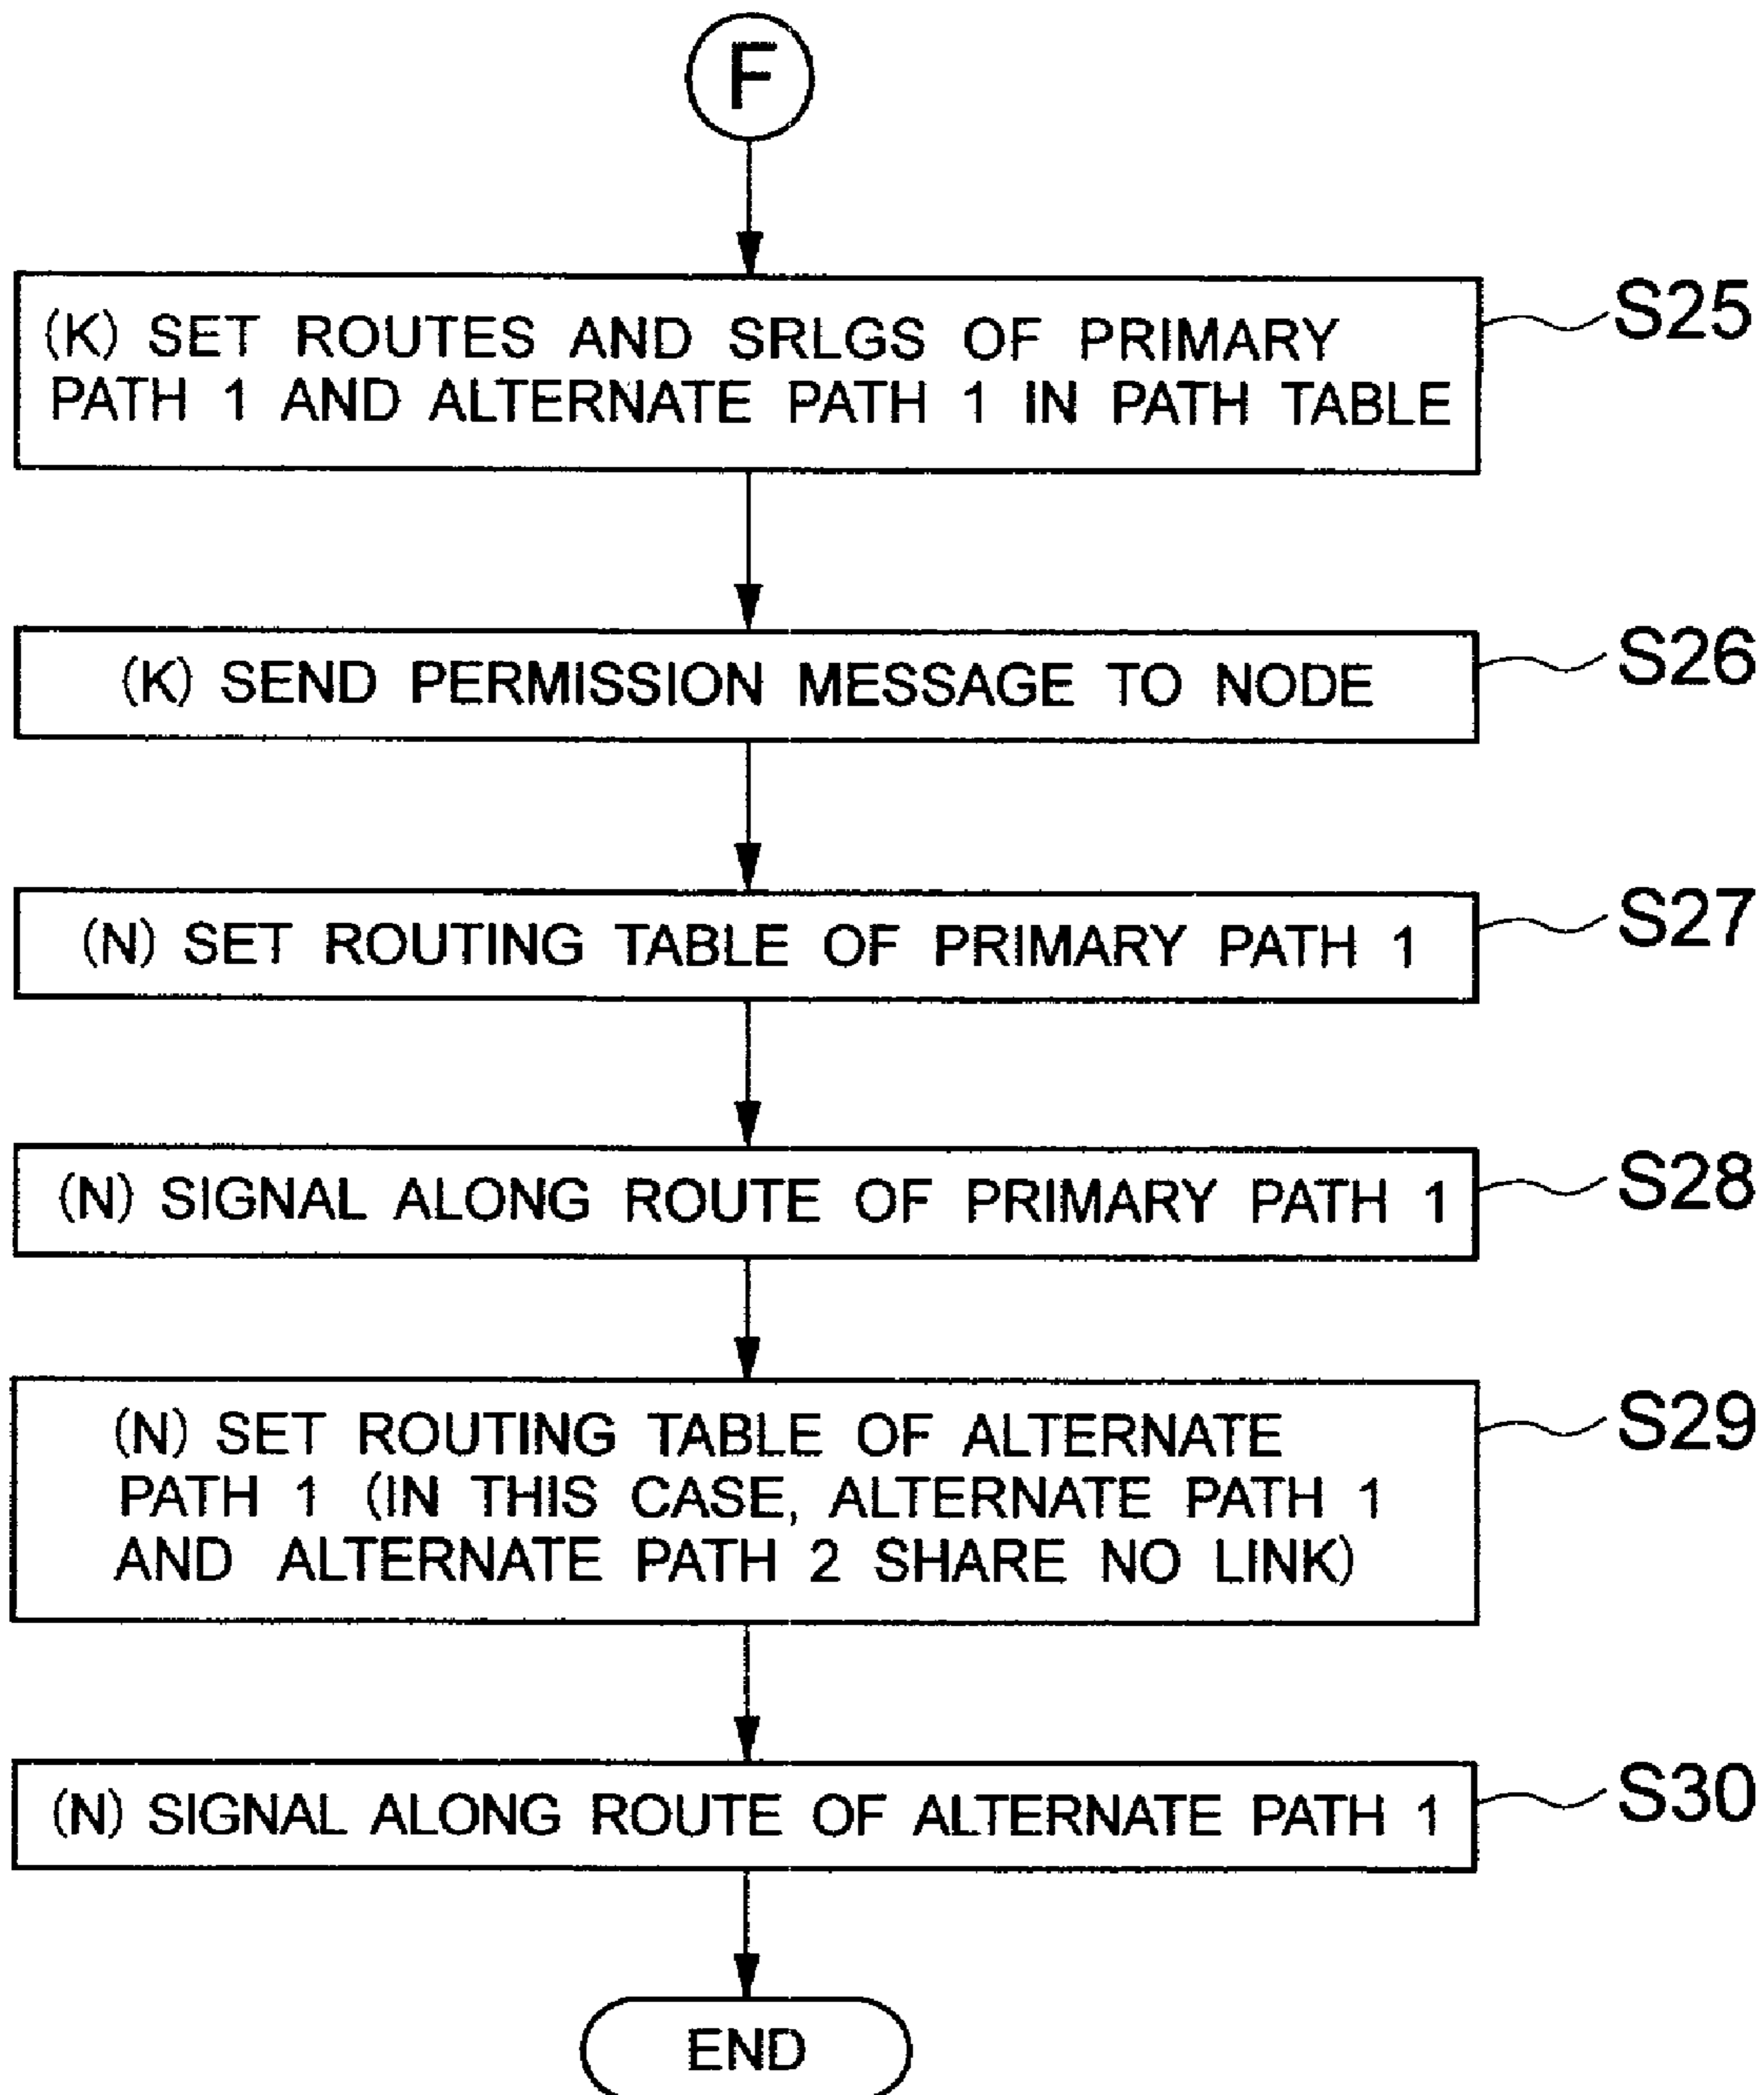 F
(K) SET ROUTES AND SRLGS OF PRIMARY
PATH 1 AND ALTERNATE PATH 1 IN PATH TABLE
S25
(K) SEND PERMISSION MESSAGE TO NODE
S26
(N) SET ROUTING TABLE OF PRIMARY PATH 1
S27
(N) SIGNAL ALONG ROUTE OF PRIMARY PATH 1
S28
(N) SET ROUTING TABLE OF ALTERNATE
PATH 1 (IN THIS CASE, ALTERNATE PATH 1
AND ALTERNATE PATH 2 SHARE NO LINK)
S29
(N) SIGNAL ALONG ROUTE OF ALTERNATE PATH 1
S30
END